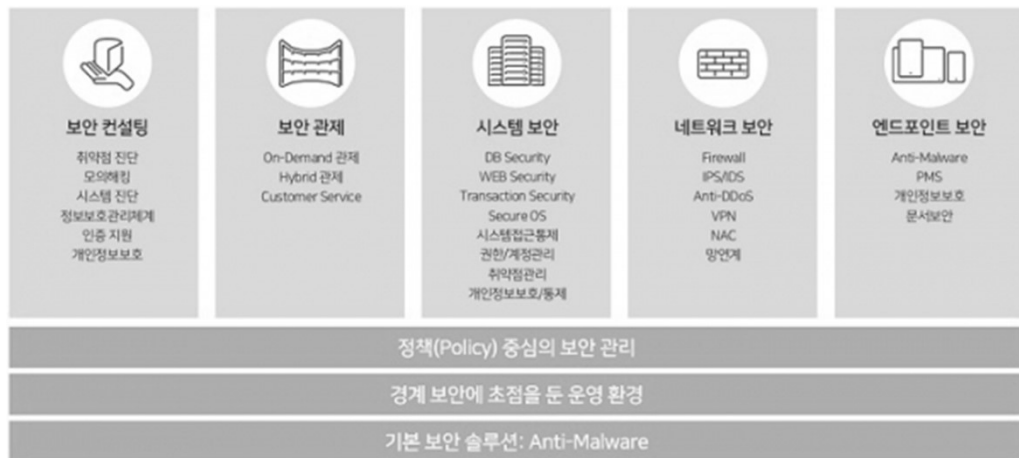 보안 컨설팅
취약점 진단
모의해킹
시스템 진단
정보보호관리체계
인증 지원
개인정보보호
보안 관제
On-Demand 관제
Hybrid 관제
Customer Service
시스템 보안
DB Security
WEB Security
Transaction Security
Secure OS
시스템접근통제
권한/계정관리
취약점관리
개인정보보호/통제
네트워크 보안
Firewall
IPS/IDS
Anti-DDoS
VPN
NAC
망연계
엔드포인트 보안
Anti-Malware
PMS
개인정보보호
문서보안
정책(Policy) 중심의 보안 관리
경계 보안에 초점을 둔 운영 환경
기본 보안 솔루션: Anti-Malware